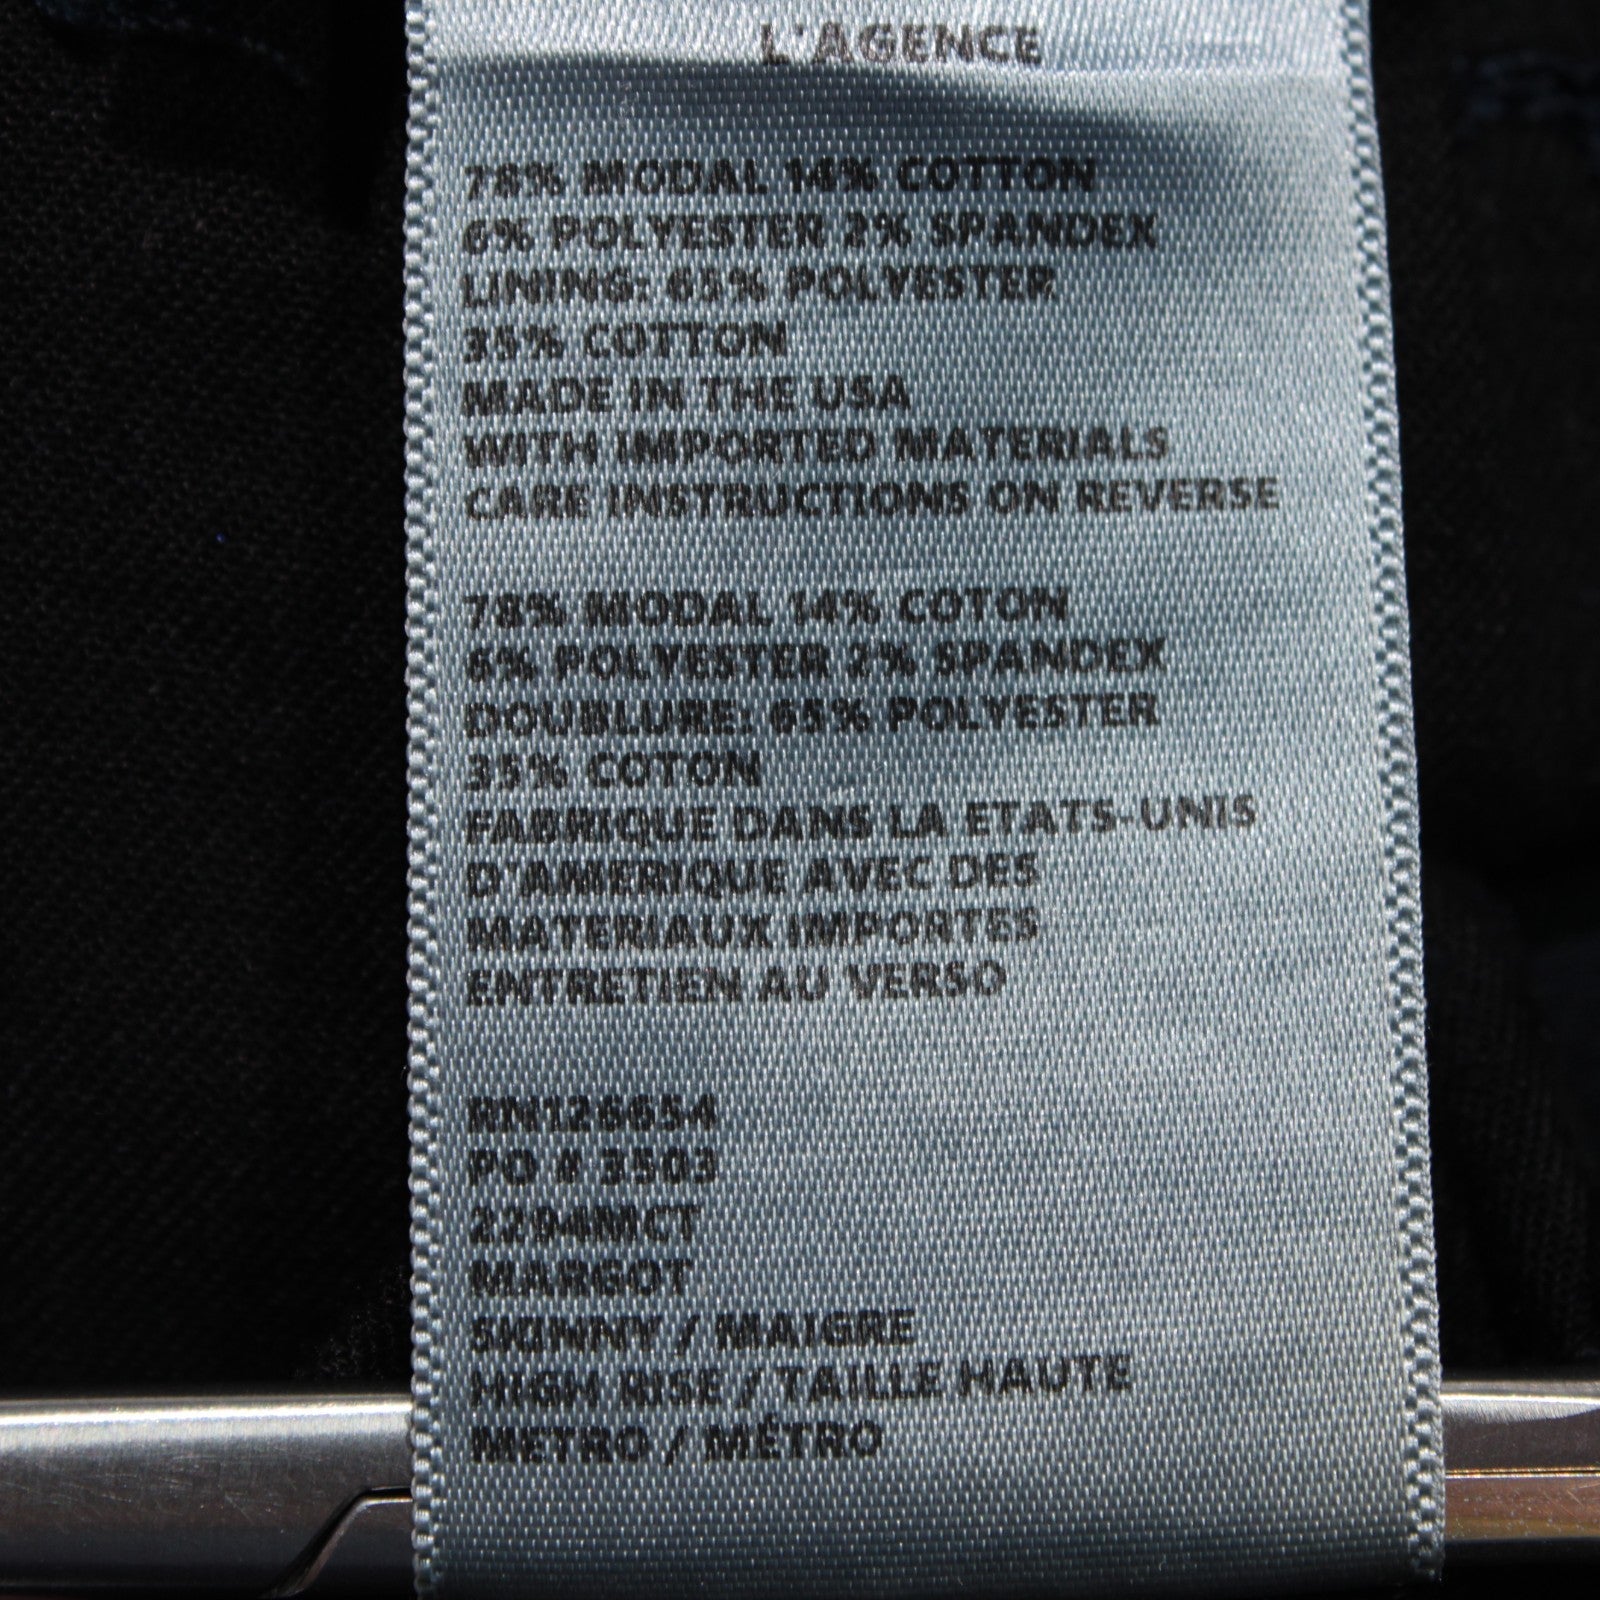 L'AGENCE
78% MODAL 14% COTTON
6% POLYESTER 2% SPANDEX
LINING: 65% POLYESTER
35% COTTON
MADE IN THE USA
WITH IMPORTED MATERIALS
CARE INSTRUCTIONS ON REVERSE
78% MODAL 14% COTON
6% POLYESTER 2% SPANDEX
DOUBLURE: 65% POLYESTER
35% COTON
FABRIQUE DANS LA ETATS-UNIS
D'AMERIQUE AVEC DES
MATERIAUX IMPORTES
ENTRETIEN AU VERSO
RN126654
PO # 3503
2294MCT
MARGOT
SKINNY / MAIGRE
HIGH RISE / TAILLE HAUTE
METRO / MÉTRO